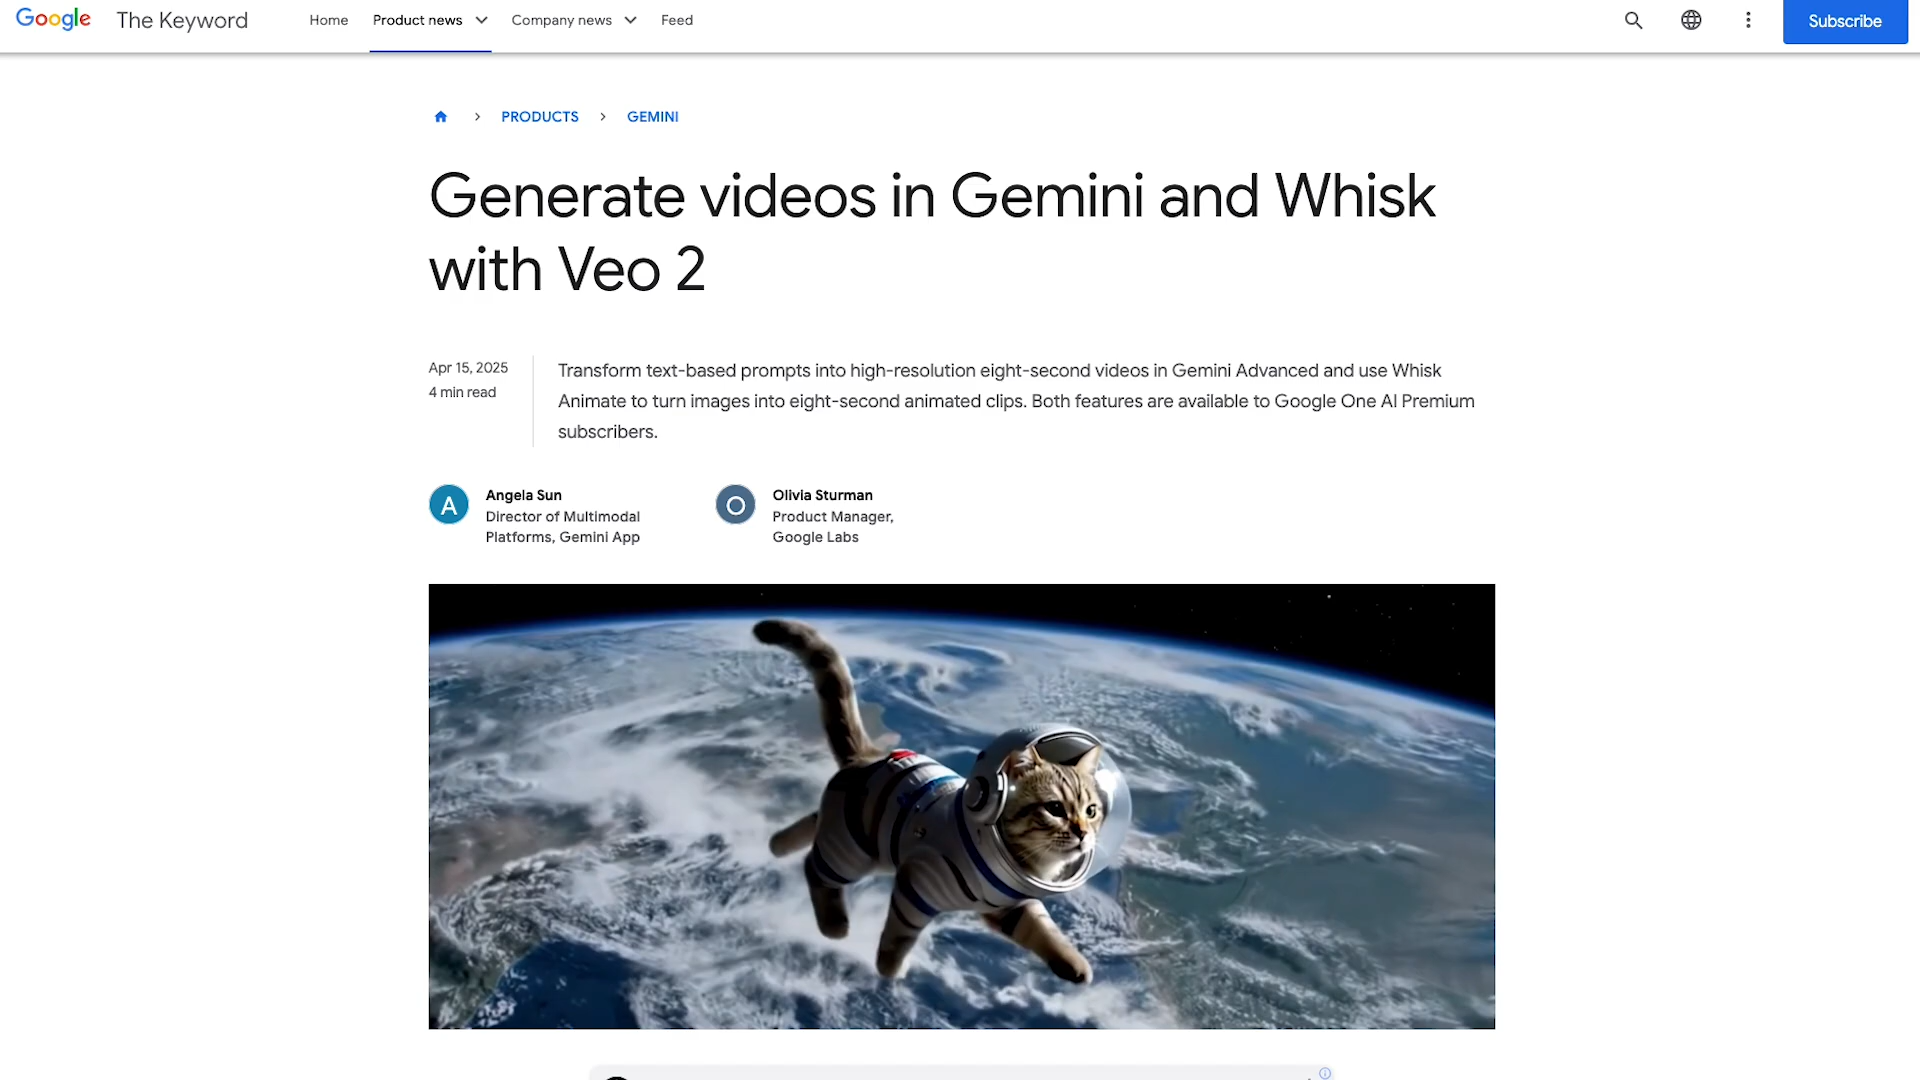 Google The Keyword Home Product news Company news Feed Subscribe
PRODUCTS GEMINI
Generate videos in Gemini and Whisk
with Veo 2
Apr 15, 2025
4 min read
Transform text-based prompts into high-resolution eight-second videos in Gemini Advanced and use Whisk
Animate to turn images into eight-second animated clips. Both features are available to Google One AI Premium
subscribers.
A
Angela Sun
Director of Multimodal
Platforms, Gemini App
O
Olivia Sturman
Product Manager,
Google Labs